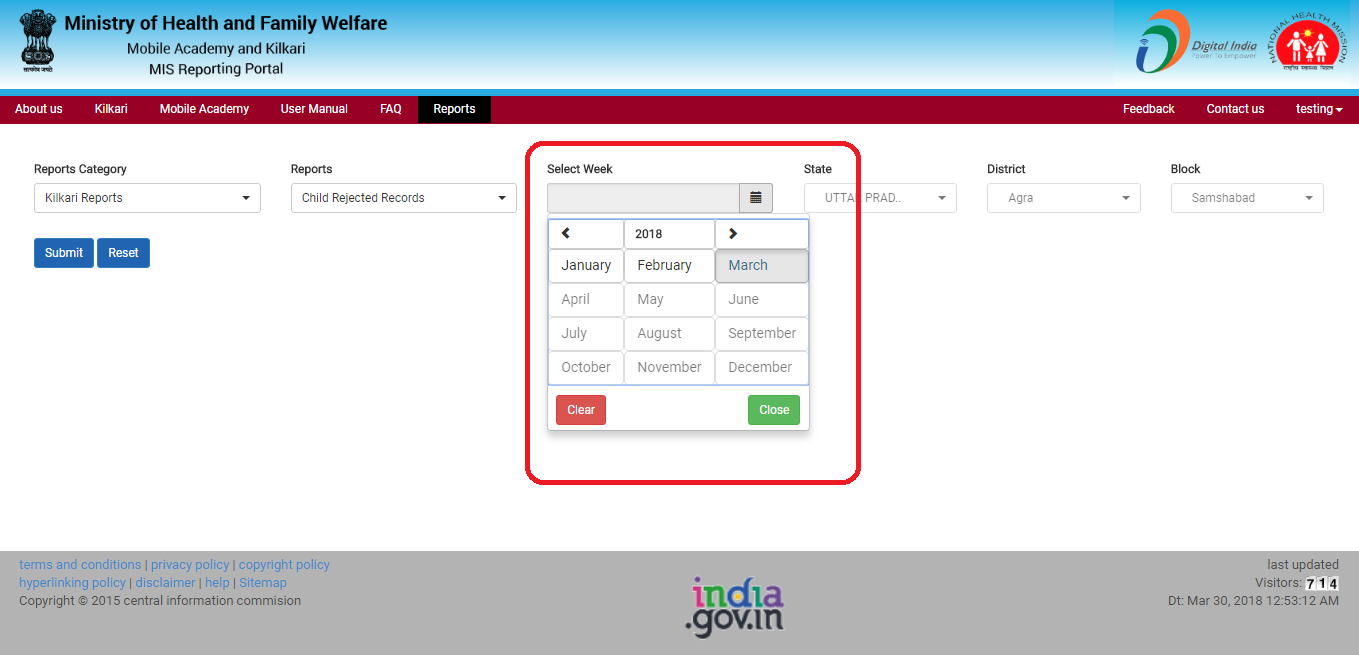 Ministry of Health and Family Welfare
Mobile Academy and Kilkari
MIS Reporting Portal
सत्यमेव जयते
Digital India
Power To Empower
NATIONAL HEALTH MISSION
राष्ट्रीय स्वास्थ्य मिशन
About us Kilkari Mobile Academy User Manual FAQ Reports Feedback Contact us testing
Reports Category Reports Select Week State District Block
Kilkari Reports Child Rejected Records UTTAR PRAD.. Agra Samshabad
Submit Reset
2018
January February March
April May June
July August September
October November December
Clear Close
terms and conditions | privacy policy | copyright policy
hyperlinking policy | disclaimer | help | Sitemap
Copyright © 2015 central information commision
india
.gov.in
last updated
Visitors: 714
Dt: Mar 30, 2018 12:53:12 AM